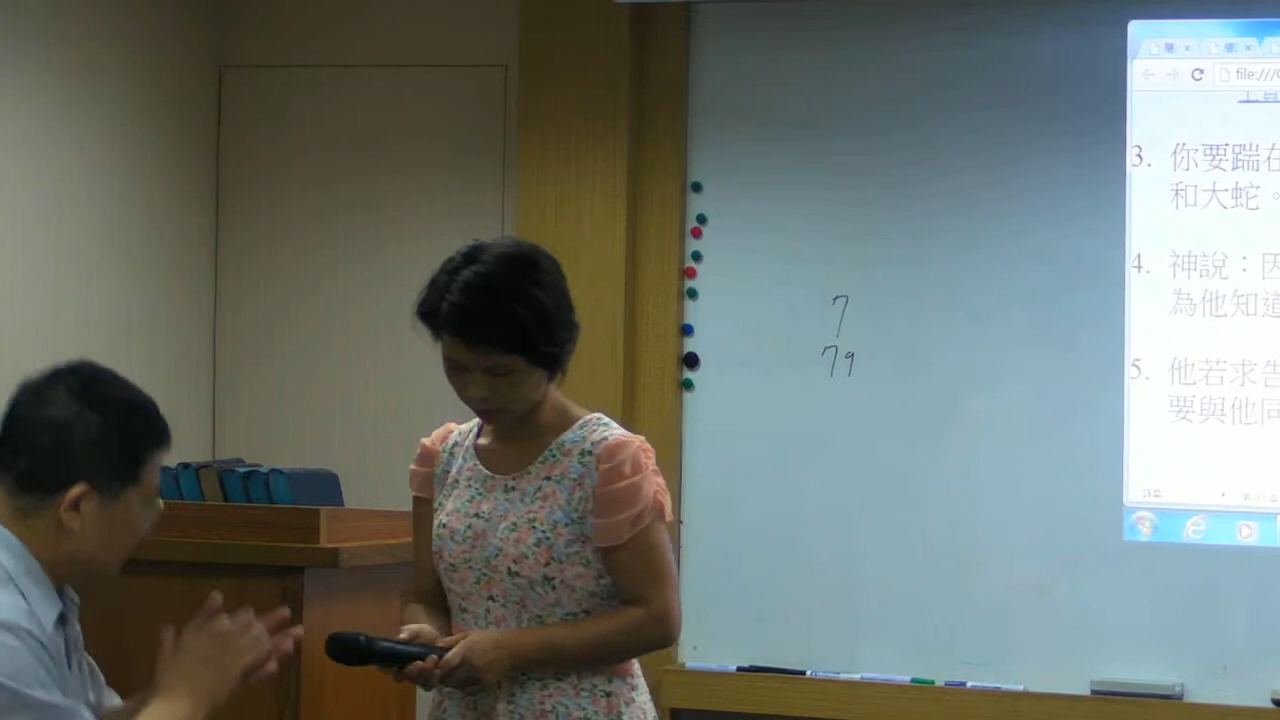 7
79
file:///
3. 你要踹在
和大蛇。
4. 神說：因
為他知道
5. 他若求告
要與他同